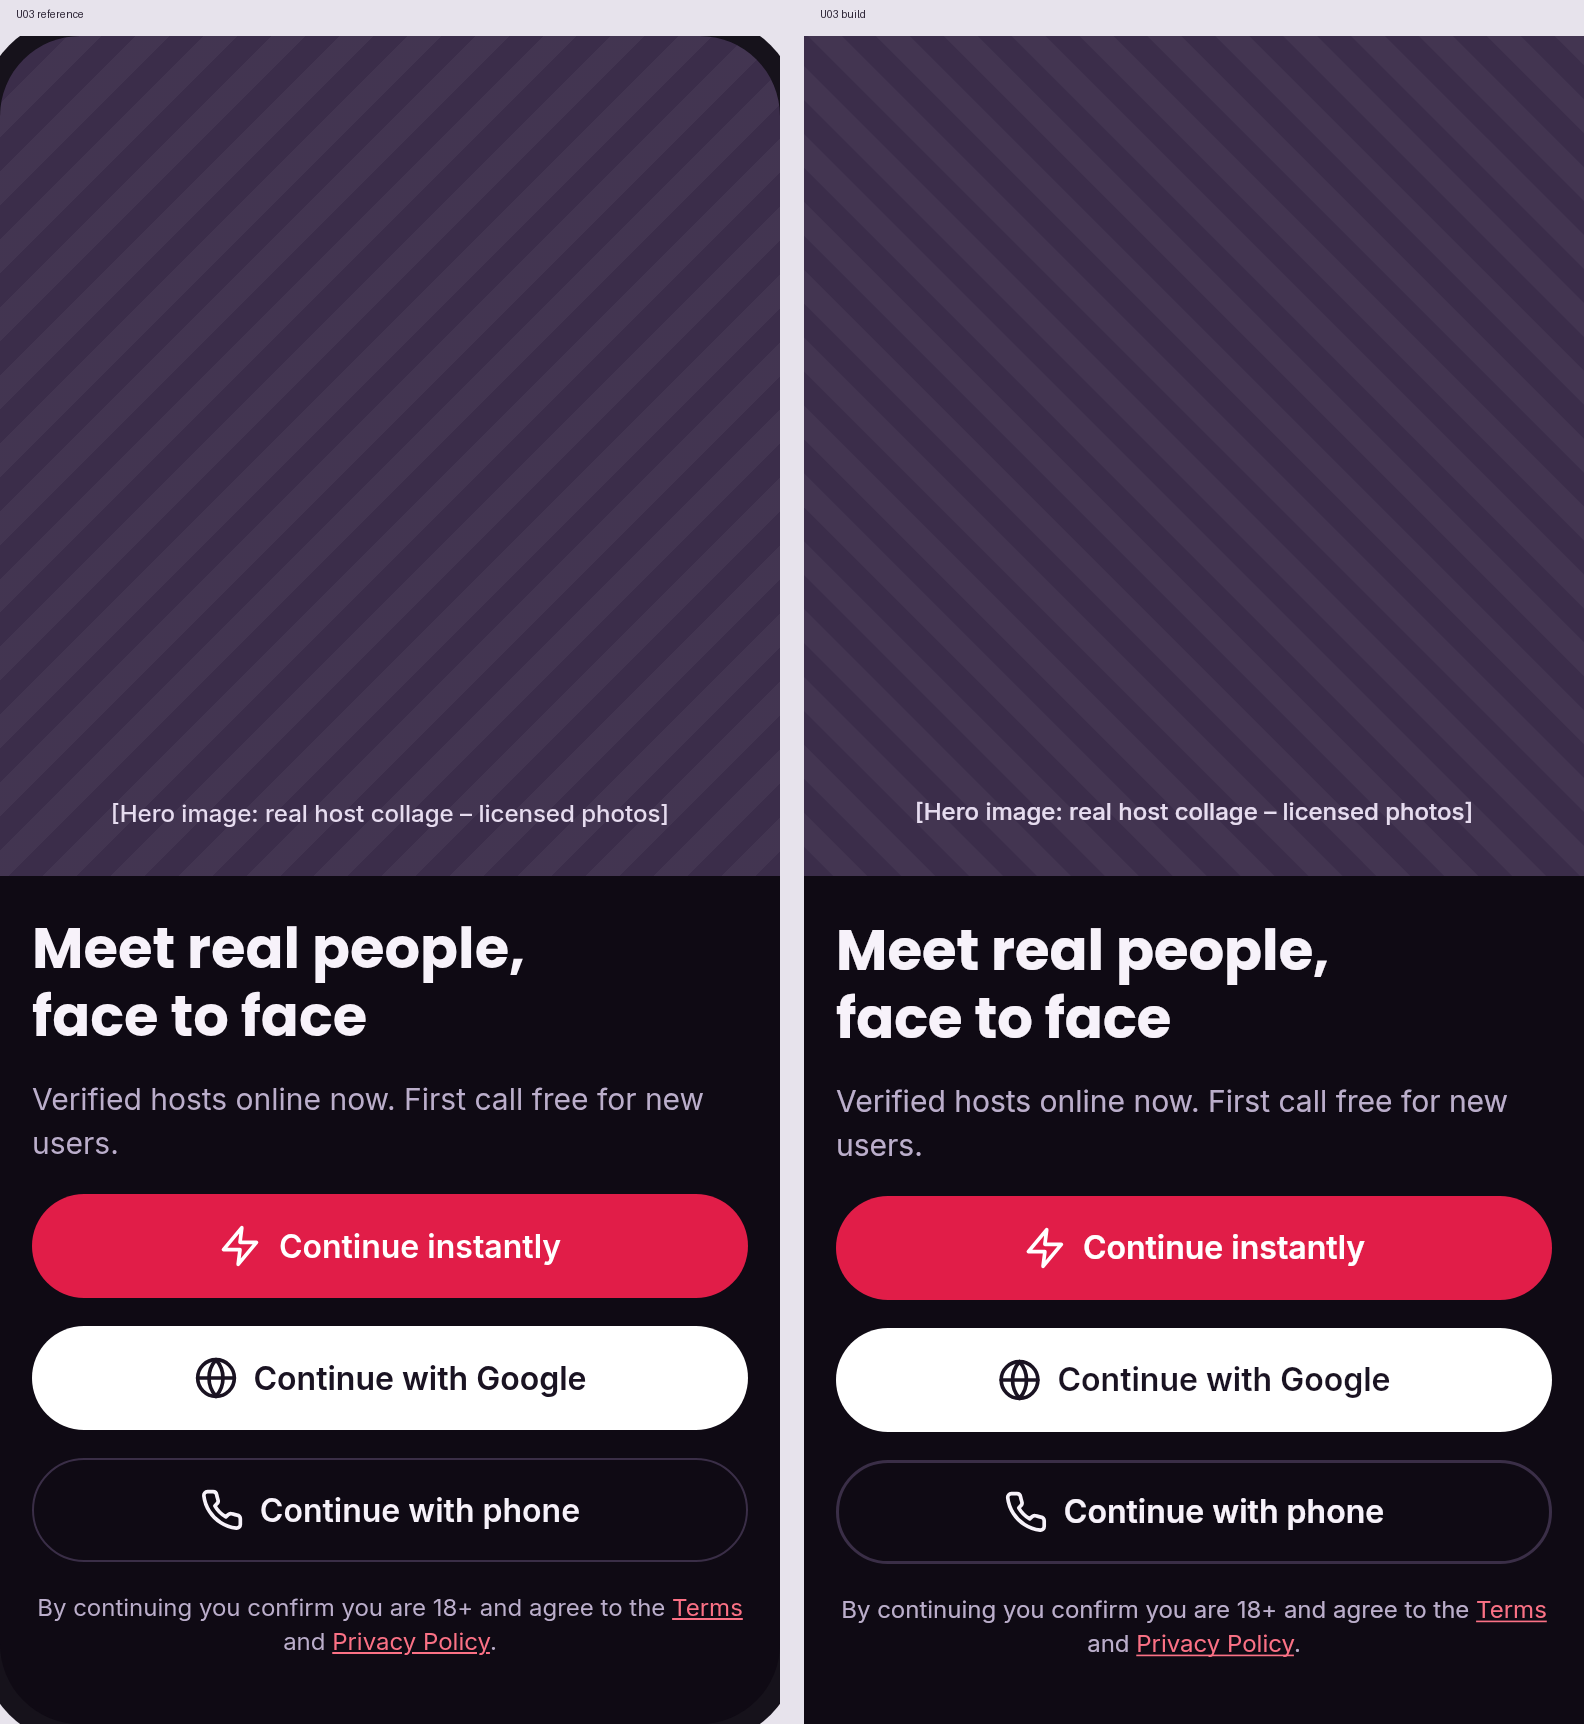 U03 reference
[Hero image: real host collage – licensed photos]
Meet real people,
face to face
Verified hosts online now. First call free for new
users.
Continue instantly
Continue with Google
Continue with phone
By continuing you confirm you are 18+ and agree to the Terms
and Privacy Policy.
U03 build
[Hero image: real host collage – licensed photos]
Meet real people,
face to face
Verified hosts online now. First call free for new
users.
Continue instantly
Continue with Google
Continue with phone
By continuing you confirm you are 18+ and agree to the Terms
and Privacy Policy.